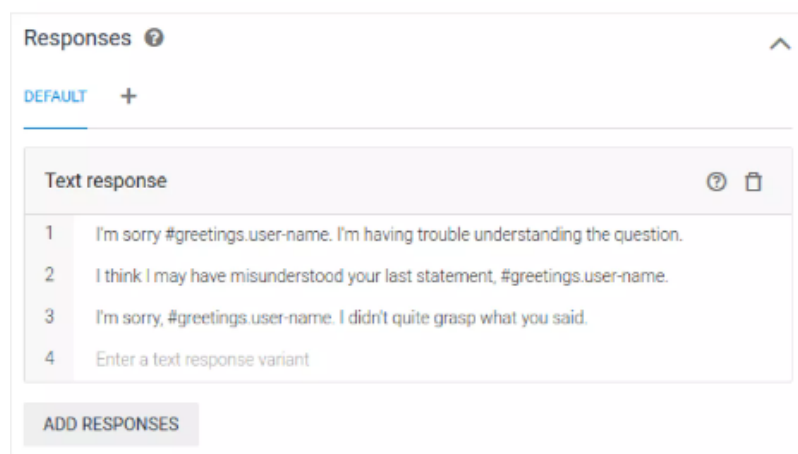 Responses
DEFAULT +
Text response
1 I'm sorry #greetings.user-name. I'm having trouble understanding the question.
2 I think I may have misunderstood your last statement, #greetings.user-name.
3 I'm sorry, #greetings.user-name. I didn't quite grasp what you said.
4 Enter a text response variant
ADD RESPONSES